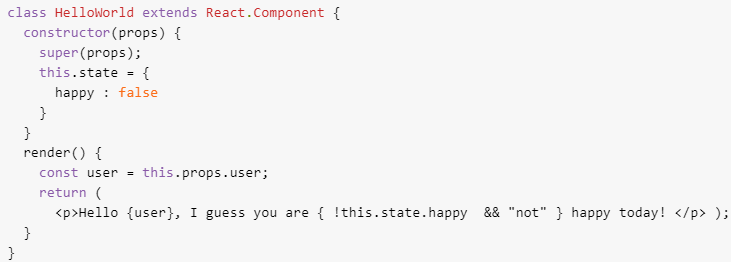 class HelloWorld extends React.Component {
  constructor(props) {
    super(props);
    this.state = {
      happy : false
    }
  }
  render() {
    const user = this.props.user;
    return (
      <p>Hello {user}, I guess you are { !this.state.happy  && "not" } happy today! </p> );
  }
}